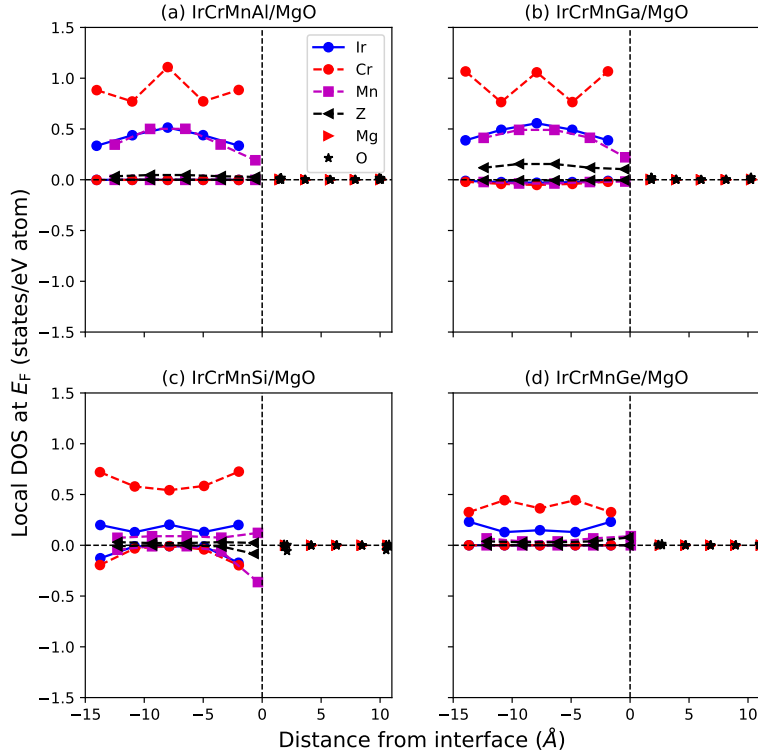 (a) IrCrMnAl/MgO
(b) IrCrMnGa/MgO
1.5
1.0
0.5
0.0
−0.5
−1.0
−1.5
Ir
Cr
Mn
Z
Mg
O
(c) IrCrMnSi/MgO
(d) IrCrMnGe/MgO
1.5
1.0
0.5
0.0
−0.5
−1.0
−1.5
−15
−10
−5
0
5
10
−15
−10
−5
0
5
10
Local DOS at E_F (states/eV atom)
Distance from interface (Å)